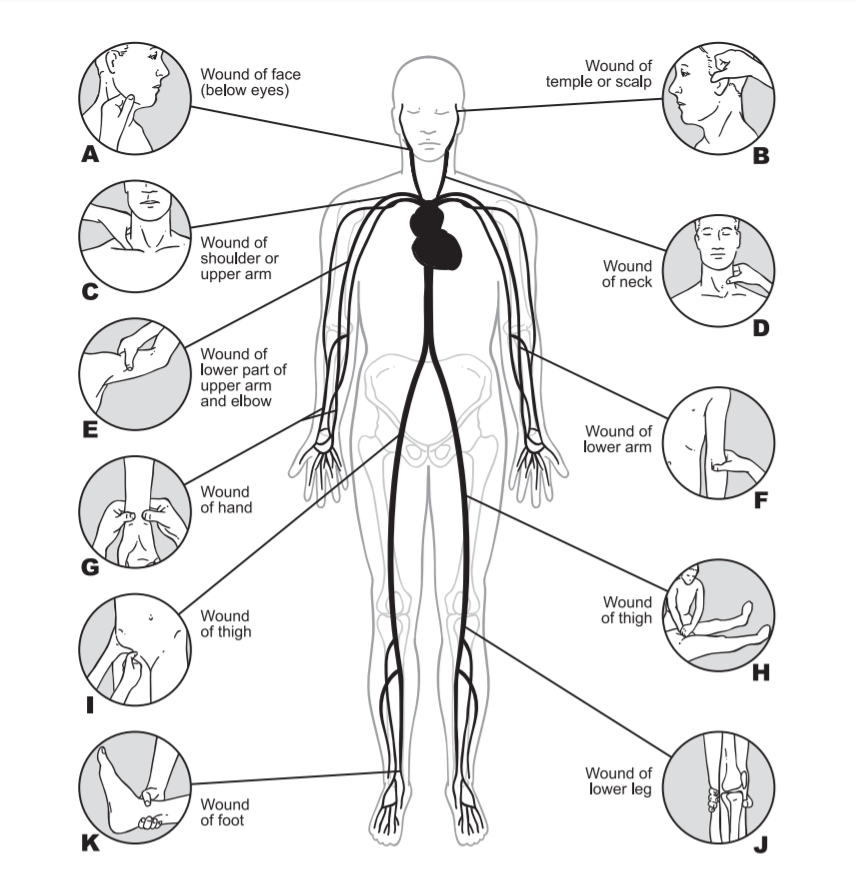 Wound of face
(below eyes)
A
Wound of
temple or scalp
B
Wound of
shoulder or
upper arm
C
Wound
of neck
D
Wound of
lower part of
upper arm
and elbow
E
Wound of
lower arm
F
Wound
of hand
G
Wound
of thigh
H
Wound
of thigh
I
Wound of
lower leg
J
Wound
of foot
K